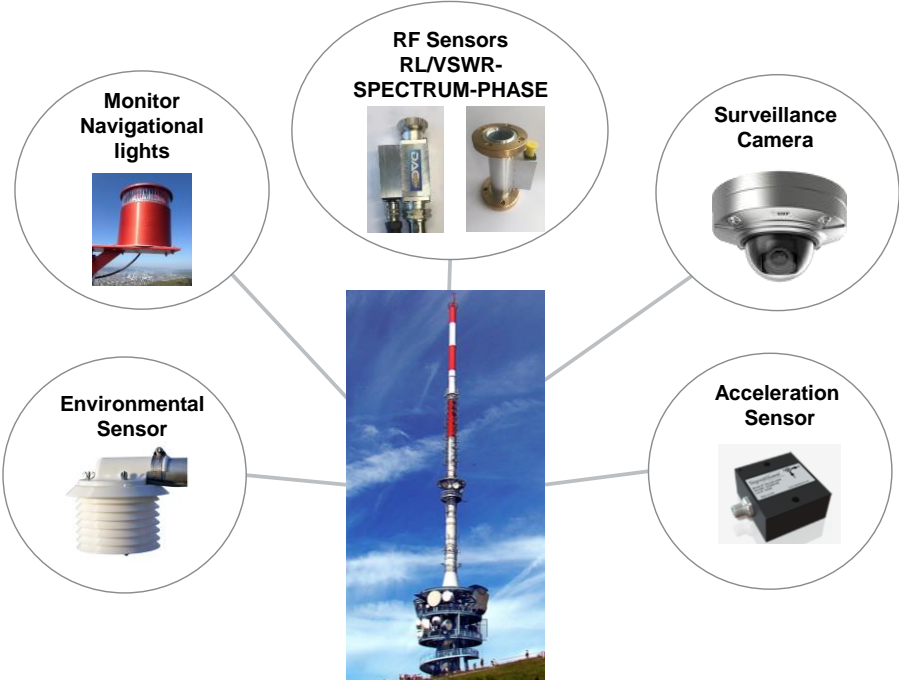 RF Sensors
RL/VSWR-
SPECTRUM-PHASE
Monitor
Navigational
lights
Surveillance
Camera
Environmental
Sensor
Acceleration
Sensor